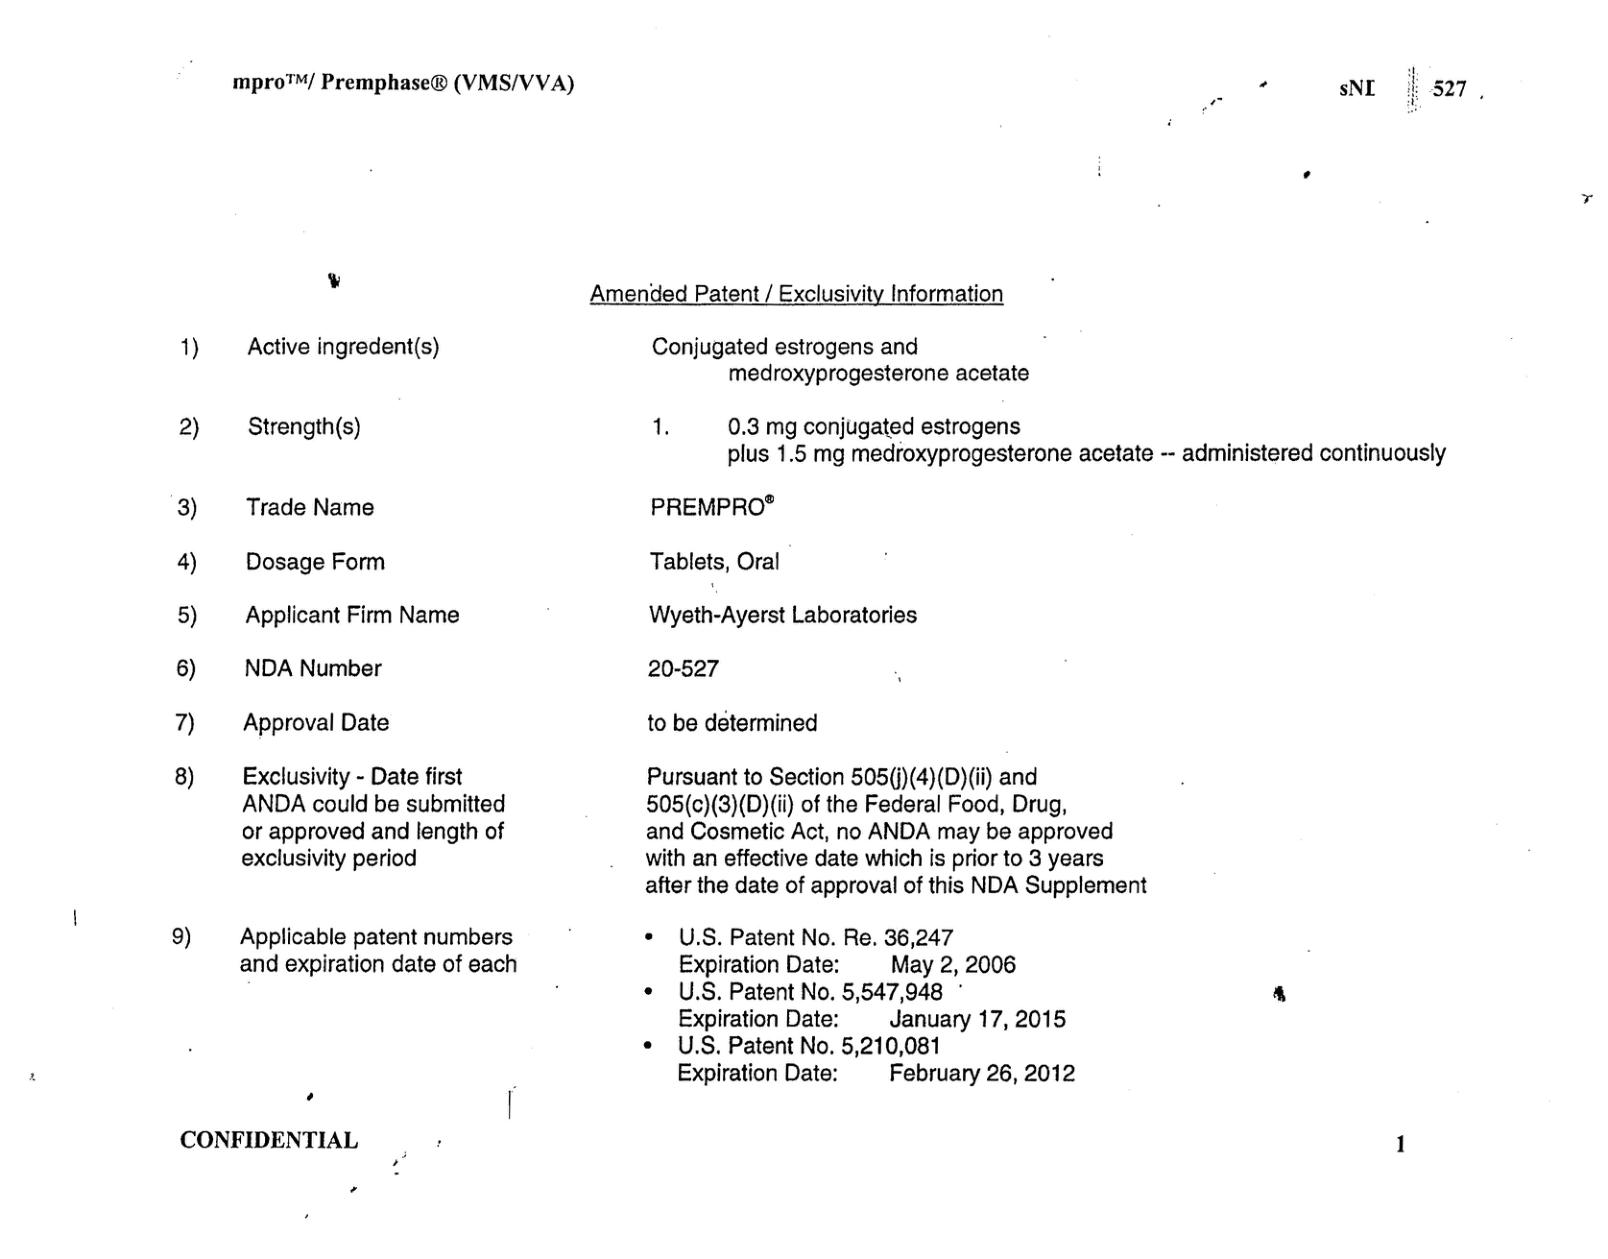 mpro™/ Premphase® (VMS/VVA) sNI 527
Amended Patent / Exclusivity Information
1) Active ingredent(s) Conjugated estrogens and
medroxyprogesterone acetate
2) Strength(s) 1. 0.3 mg conjugated estrogens
plus 1.5 mg medroxyprogesterone acetate -- administered continuously
3) Trade Name PREMPRO®
4) Dosage Form Tablets, Oral
5) Applicant Firm Name Wyeth-Ayerst Laboratories
6) NDA Number 20-527
7) Approval Date to be determined
8) Exclusivity - Date first Pursuant to Section 505(j)(4)(D)(ii) and
ANDA could be submitted 505(c)(3)(D)(ii) of the Federal Food, Drug,
or approved and length of and Cosmetic Act, no ANDA may be approved
exclusivity period with an effective date which is prior to 3 years
after the date of approval of this NDA Supplement
9) Applicable patent numbers • U.S. Patent No. Re. 36,247
and expiration date of each Expiration Date: May 2, 2006
• U.S. Patent No. 5,547,948
Expiration Date: January 17, 2015
• U.S. Patent No. 5,210,081
Expiration Date: February 26, 2012
CONFIDENTIAL 1